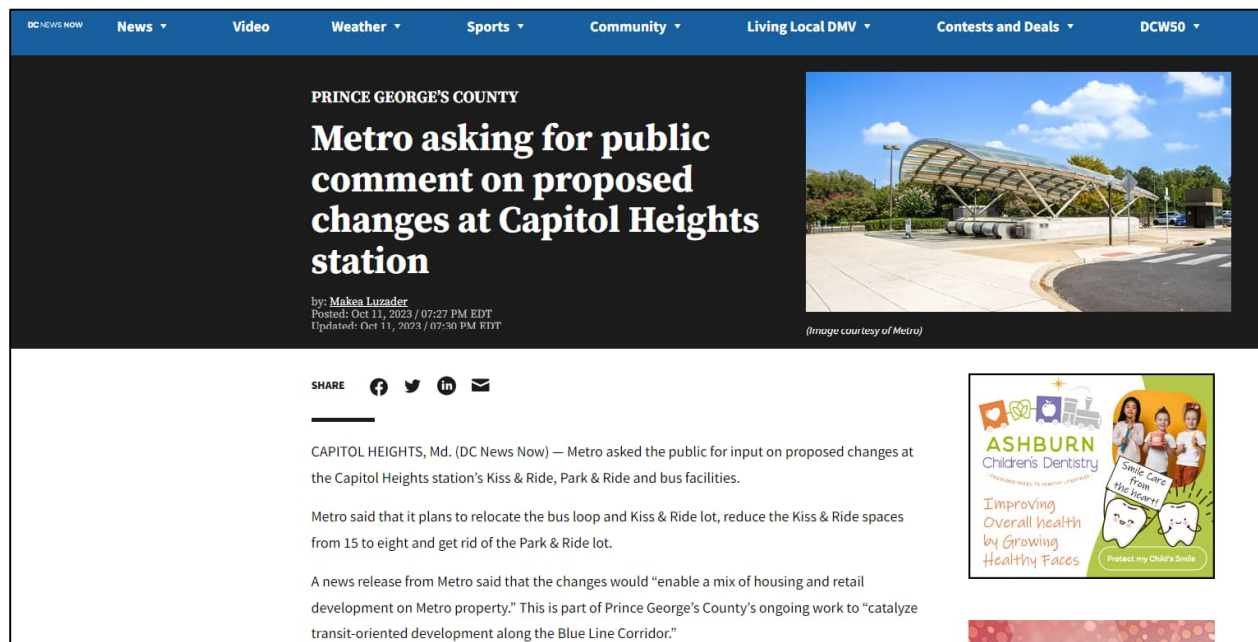 DC NEWS NOW
News
Video
Weather
Sports
Community
Living Local DMV
Contests and Deals
DCW50
PRINCE GEORGE'S COUNTY
Metro asking for public
comment on proposed
changes at Capitol Heights
station
by: Makea Luzader
Posted: Oct 11, 2023 / 07:27 PM EDT
Updated: Oct 11, 2023 / 07:30 PM EDT
(Image courtesy of Metro)
SHARE
CAPITOL HEIGHTS, Md. (DC News Now) — Metro asked the public for input on proposed changes at
the Capitol Heights station's Kiss & Ride, Park & Ride and bus facilities.
Metro said that it plans to relocate the bus loop and Kiss & Ride lot, reduce the Kiss & Ride spaces
from 15 to eight and get rid of the Park & Ride lot.
A news release from Metro said that the changes would “enable a mix of housing and retail
development on Metro property.” This is part of Prince George's County's ongoing work to “catalyze
transit-oriented development along the Blue Line Corridor.”
ASHBURN
Children's Dentistry
Smile Care
from
the heart!
Improving
Overall health
by Growing
Healthy Faces
Protect my Child's Smile